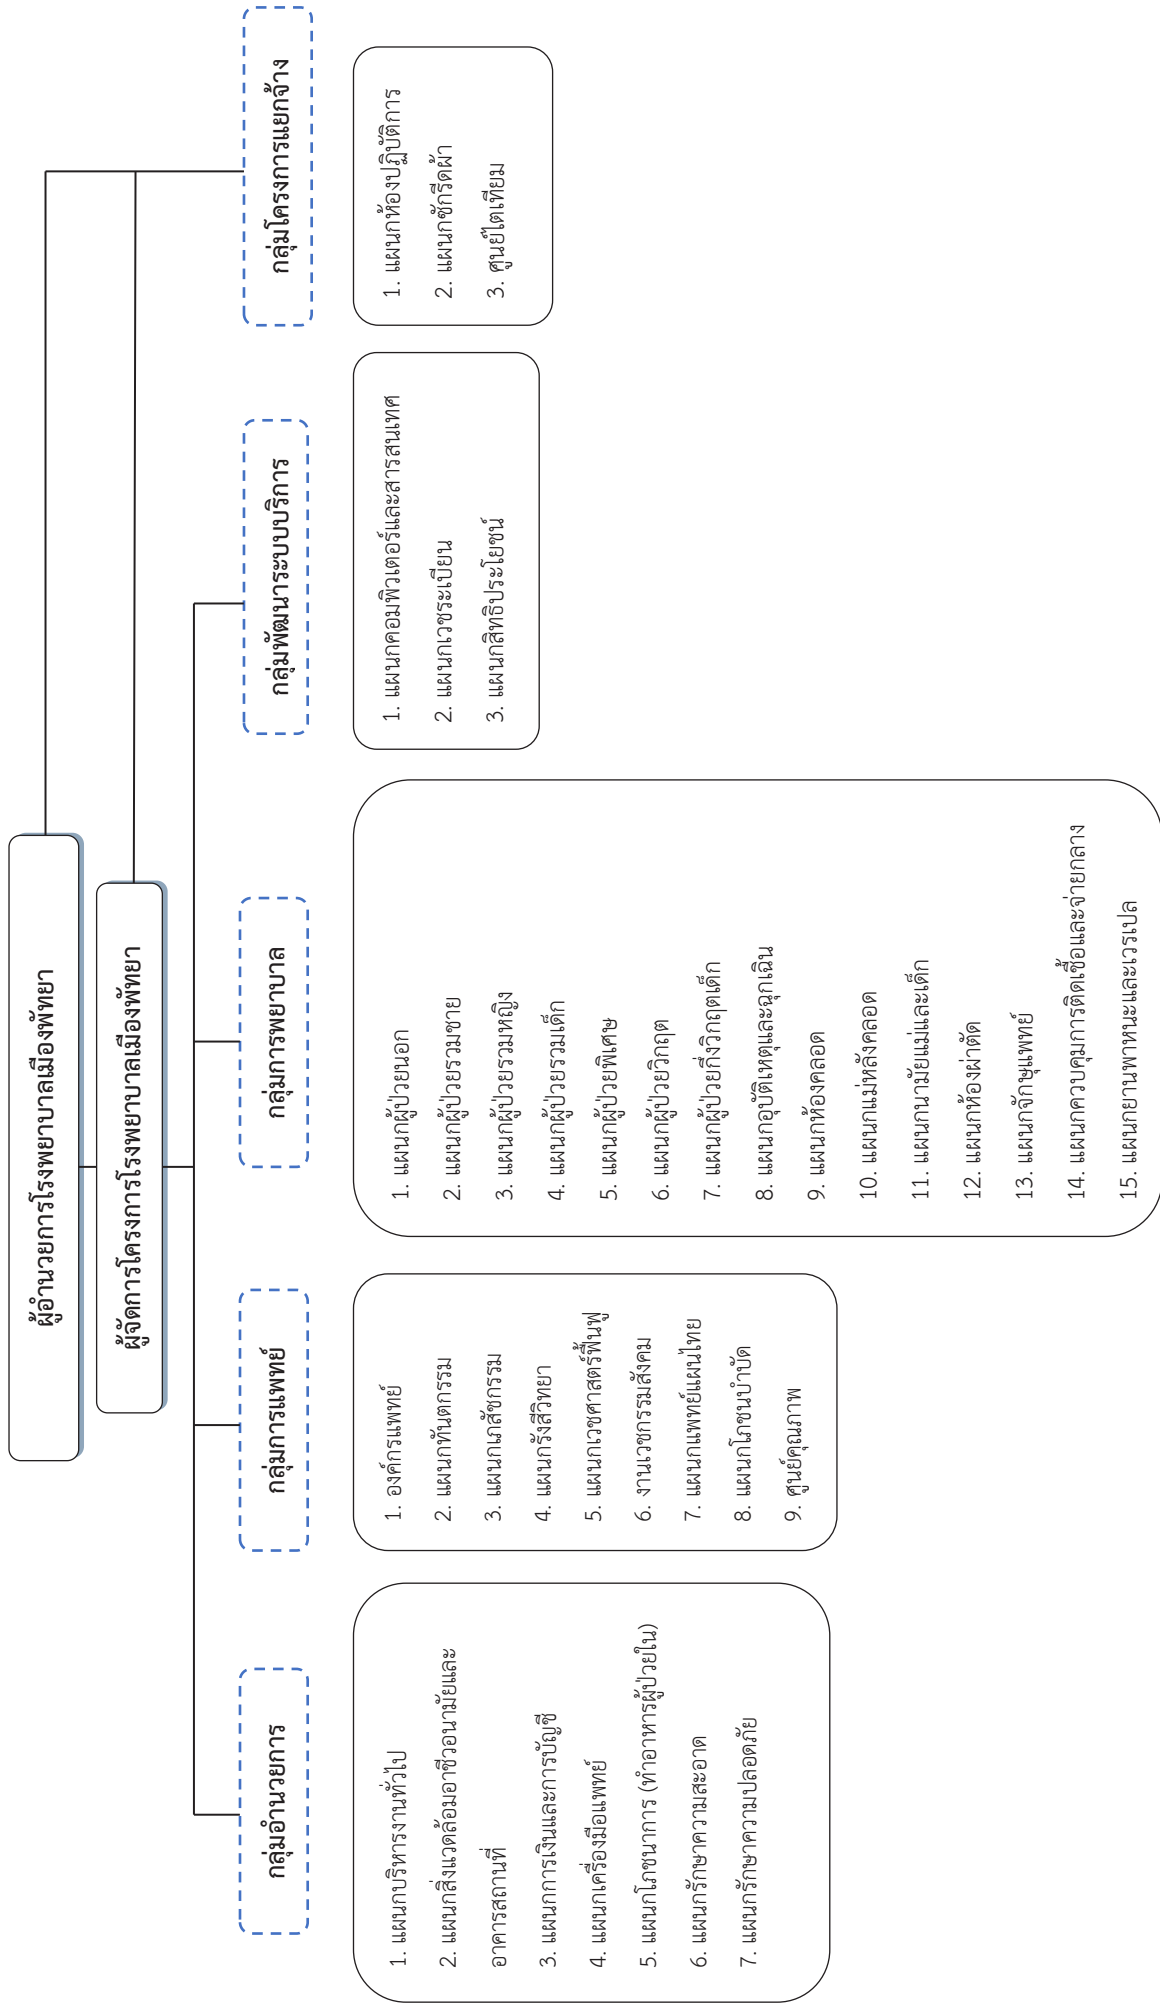 ผู้อำนวยการโรงพยาบาลเมืองพัทยา
ผู้จัดการโครงการโรงพยาบาลเมืองพัทยา
กลุ่มอำนวยการ
1. แผนกบริหารงานทั่วไป
2. แผนกสิ่งแวดล้อมอาชีวอนามัยและ
อาคารสถานที่
3. แผนกการเงินและการบัญชี
4. แผนกเครื่องมือแพทย์
5. แผนกโภชนาการ (ทำอาหารผู้ป่วยใน)
6. แผนกรักษาความสะอาด
7. แผนกรักษาความปลอดภัย
กลุ่มการแพทย์
1. องค์กรแพทย์
2. แผนกทันตกรรม
3. แผนกเภสัชกรรม
4. แผนกรังสีวิทยา
5. แผนกเวชศาสตร์ฟื้นฟู
6. งานเวชกรรมสังคม
7. แผนกแพทย์แผนไทย
8. แผนกโภชนบำบัด
9. ศูนย์คุณภาพ
กลุ่มการพยาบาล
1. แผนกผู้ป่วยนอก
2. แผนกผู้ป่วยรวมชาย
3. แผนกผู้ป่วยรวมหญิง
4. แผนกผู้ป่วยรวมเด็ก
5. แผนกผู้ป่วยพิเศษ
6. แผนกผู้ป่วยวิกฤต
7. แผนกผู้ป่วยกึ่งวิกฤตเด็ก
8. แผนกอุบัติเหตุและฉุกเฉิน
9. แผนกห้องคลอด
10. แผนกแม่หลังคลอด
11. แผนกนามัยแม่และเด็ก
12. แผนกห้องผ่าตัด
13. แผนกจักษุแพทย์
14. แผนกควบคุมการติดเชื้อและจ่ายกลาง
15. แผนกยานพาหนะและเวรเปล
กลุ่มพัฒนาระบบบริการ
1. แผนกคอมพิวเตอร์และสารสนเทศ
2. แผนกเวชระเบียน
3. แผนกสิทธิประโยชน์
กลุ่มโครงการแยกจ้าง
1. แผนกห้องปฏิบัติการ
2. แผนกซักรีดผ้า
3. ศูนย์ไตเทียม